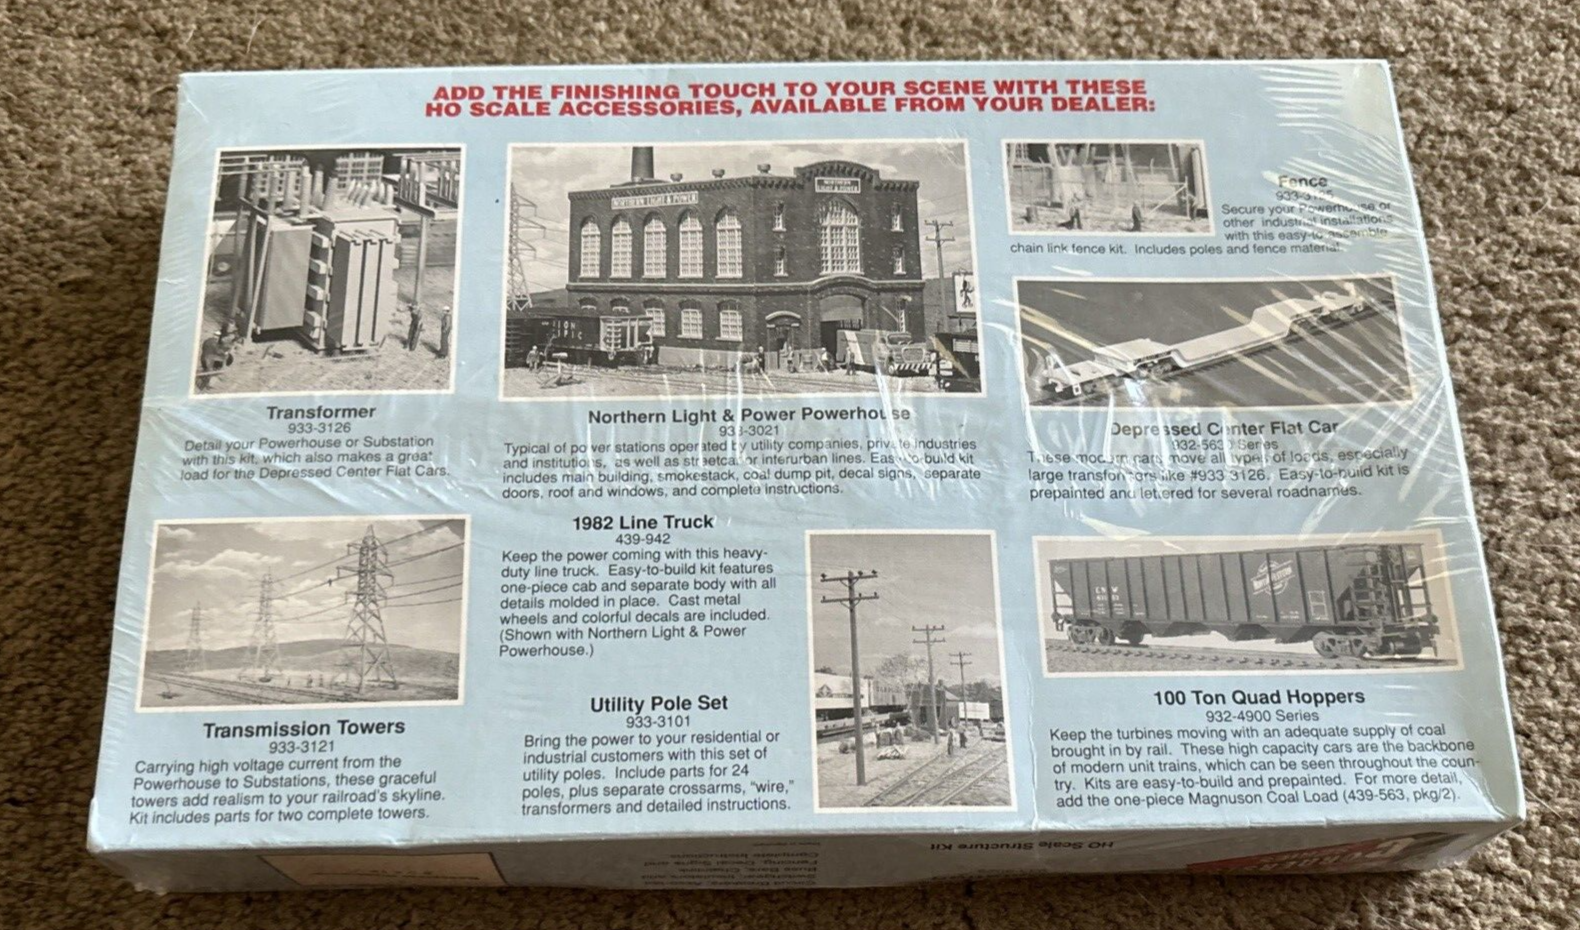 ADD THE FINISHING TOUCH TO YOUR SCENE WITH THESE
HO SCALE ACCESSORIES, AVAILABLE FROM YOUR DEALER:
Transformer
933-3126
Detail your Powerhouse or Substation
with this kit, which also makes a great
load for the Depressed Center Flat Cars.
NORTHERN LIGHT & POWER
NORTHERN
LIGHT & POWER
Northern Light & Power Powerhouse
933-3021
Typical of power stations operated by utility companies, private industries
and institutions, as well as streetcar or interurban lines. Easy-to-build kit
includes main building, smokestack, coal dump pit, decal signs, separate
doors, roof and windows, and complete instructions.
Fence
Secure your Powerhouse or
other industrial installations
with this easy-to assemble
chain link fence kit. Includes poles and fence material.
Depressed Center Flat Car
Series
These modern cars move all types of loads, especially
large transformers like #933 3126. Easy-to-build kit is
prepainted and lettered for several roadnames.
Transmission Towers
933-3121
Carrying high voltage current from the
Powerhouse to Substations, these graceful
towers add realism to your railroad's skyline.
Kit includes parts for two complete towers.
1982 Line Truck
439-942
Keep the power coming with this heavy-
duty line truck. Easy-to-build kit features
one-piece cab and separate body with all
details molded in place. Cast metal
wheels and colorful decals are included.
(Shown with Northern Light & Power
Powerhouse.)
Utility Pole Set
933-3101
Bring the power to your residential or
industrial customers with this set of
utility poles. Include parts for 24
poles, plus separate crossarms, "wire,"
transformers and detailed instructions.
100 Ton Quad Hoppers
932-4900 Series
Keep the turbines moving with an adequate supply of coal
brought in by rail. These high capacity cars are the backbone
of modern unit trains, which can be seen throughout the coun-
try. Kits are easy-to-build and prepainted. For more detail,
add the one-piece Magnuson Coal Load (439-563, pkg/2).
HO Scale Structure Kit